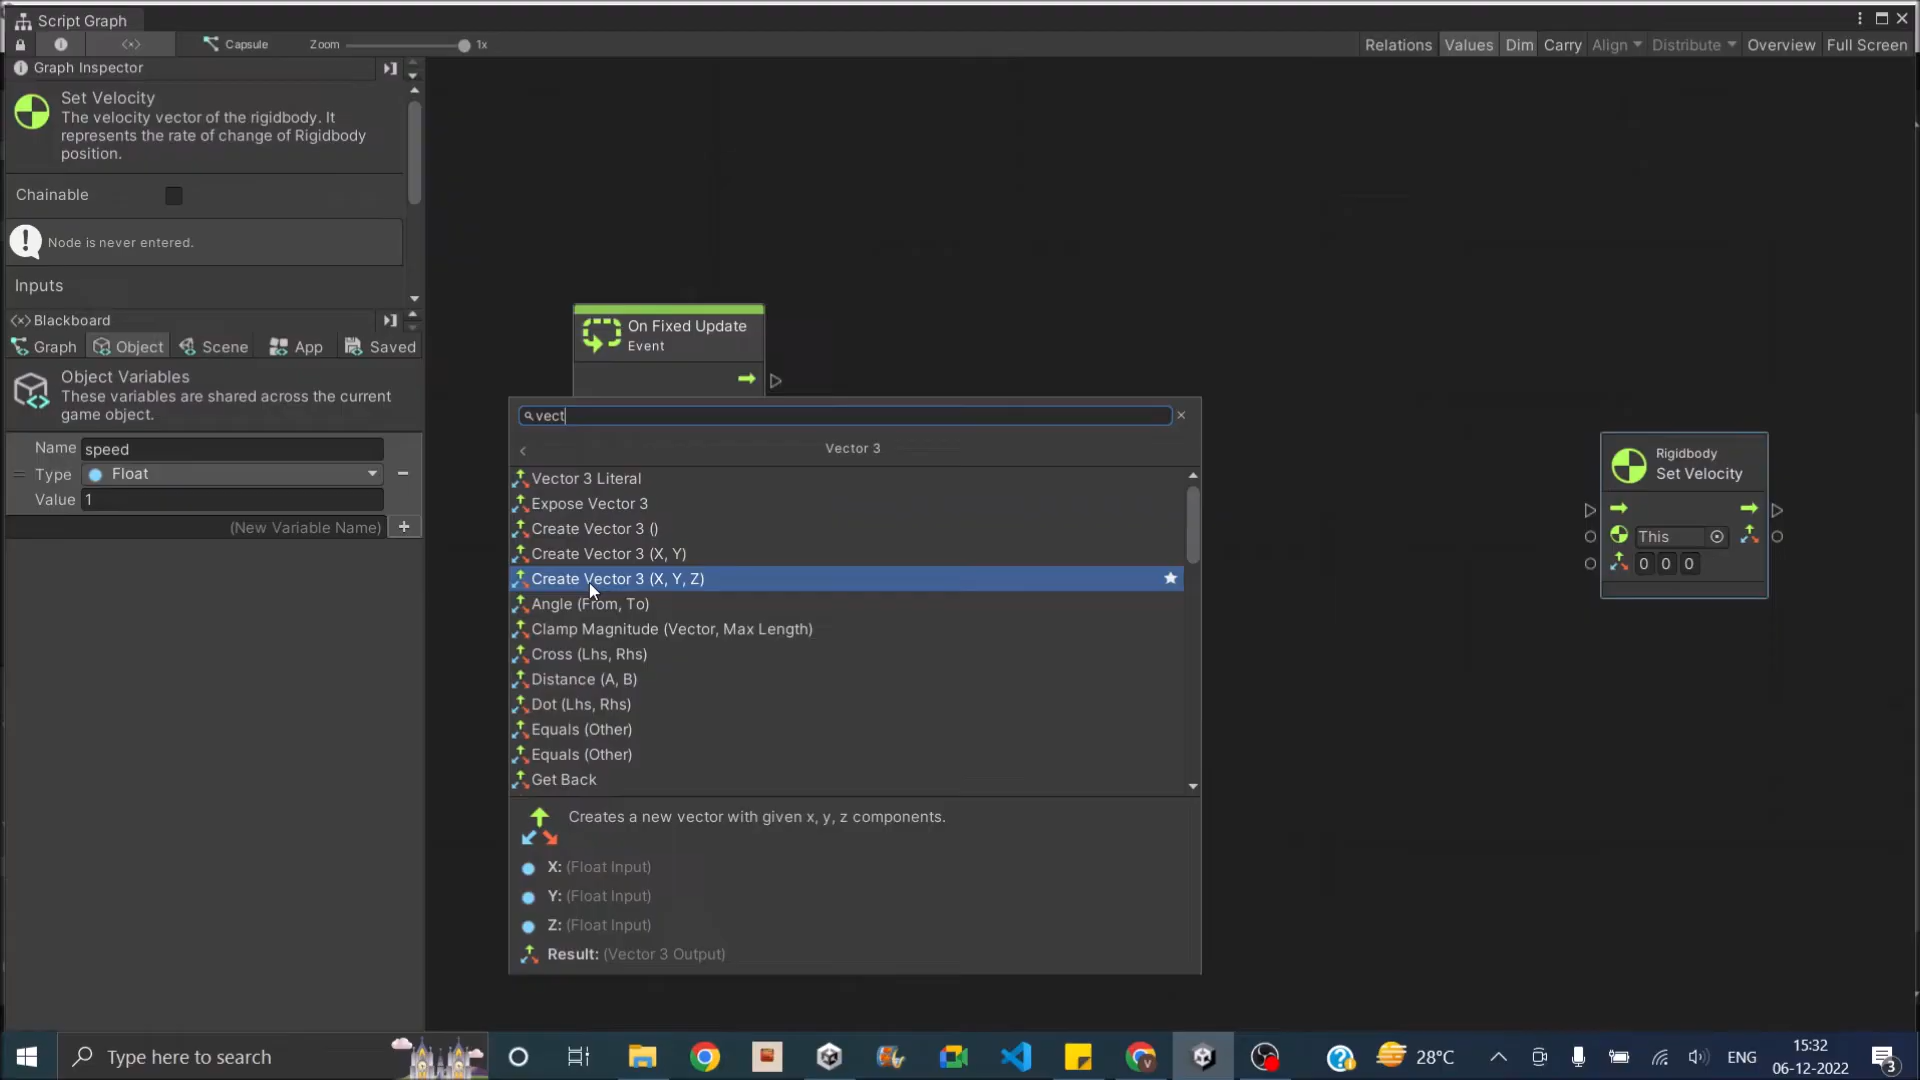 Script Graph
Capsule
Zoom
1x
Relations
Values
Dim
Carry
Align
Distribute
Overview
Full Screen
Graph Inspector
Set Velocity
The velocity vector of the rigidbody. It
represents the rate of change of Rigidbody
position.
Chainable
Node is never entered.
Inputs
Blackboard
Graph
Object
Scene
App
Saved
Object Variables
These variables are shared across the current
game object.
Name
speed
Type
Float
Value
1
(New Variable Name)
On Fixed Update
Event
vect
Vector 3
Vector 3 Literal
Expose Vector 3
Create Vector 3 ()
Create Vector 3 (X, Y)
Create Vector 3 (X, Y, Z)
Angle (From, To)
Clamp Magnitude (Vector, Max Length)
Cross (Lhs, Rhs)
Distance (A, B)
Dot (Lhs, Rhs)
Equals (Other)
Equals (Other)
Get Back
Creates a new vector with given x, y, z components.
X: (Float Input)
Y: (Float Input)
Z: (Float Input)
Result: (Vector 3 Output)
Rigidbody
Set Velocity
This
0 0 0
Type here to search
28°C
ENG
15:32
06-12-2022
3